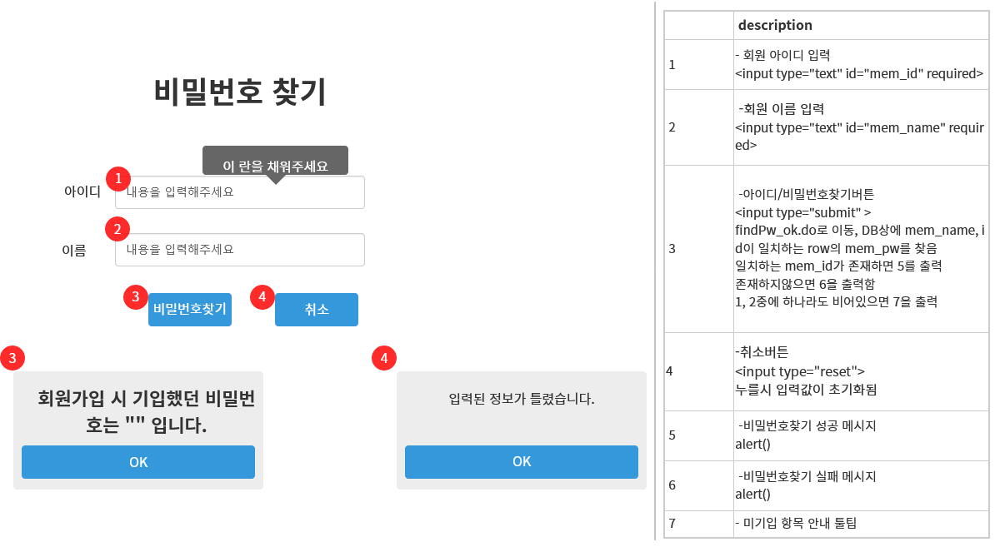 비밀번호 찾기
이 란을 채워주세요
1
아이디
내용을 입력해주세요
2
이름
내용을 입력해주세요
3
비밀번호찾기
4
취소
3
회원가입 시 기입했던 비밀번
호는 "" 입니다.
OK
4
입력된 정보가 틀렸습니다.
OK
description
1
- 회원 아이디 입력
<input type="text" id="mem_id" required>
2
-회원 이름 입력
<input type="text" id="mem_name" requir
ed>
3
-아이디/비밀번호찾기버튼
<input type="submit" >
findPw_ok.do로 이동, DB상에 mem_name, i
d이 일치하는 row의 mem_pw를 찾음
일치하는 mem_id가 존재하면 5를 출력
존재하지않으면 6을 출력함
1, 2중에 하나라도 비어있으면 7을 출력
4
-취소버튼
<input type="reset">
누를시 입력값이 초기화됨
5
-비밀번호찾기 성공 메시지
alert()
6
-비밀번호찾기 실패 메시지
alert()
7
- 미기입 항목 안내 툴팁